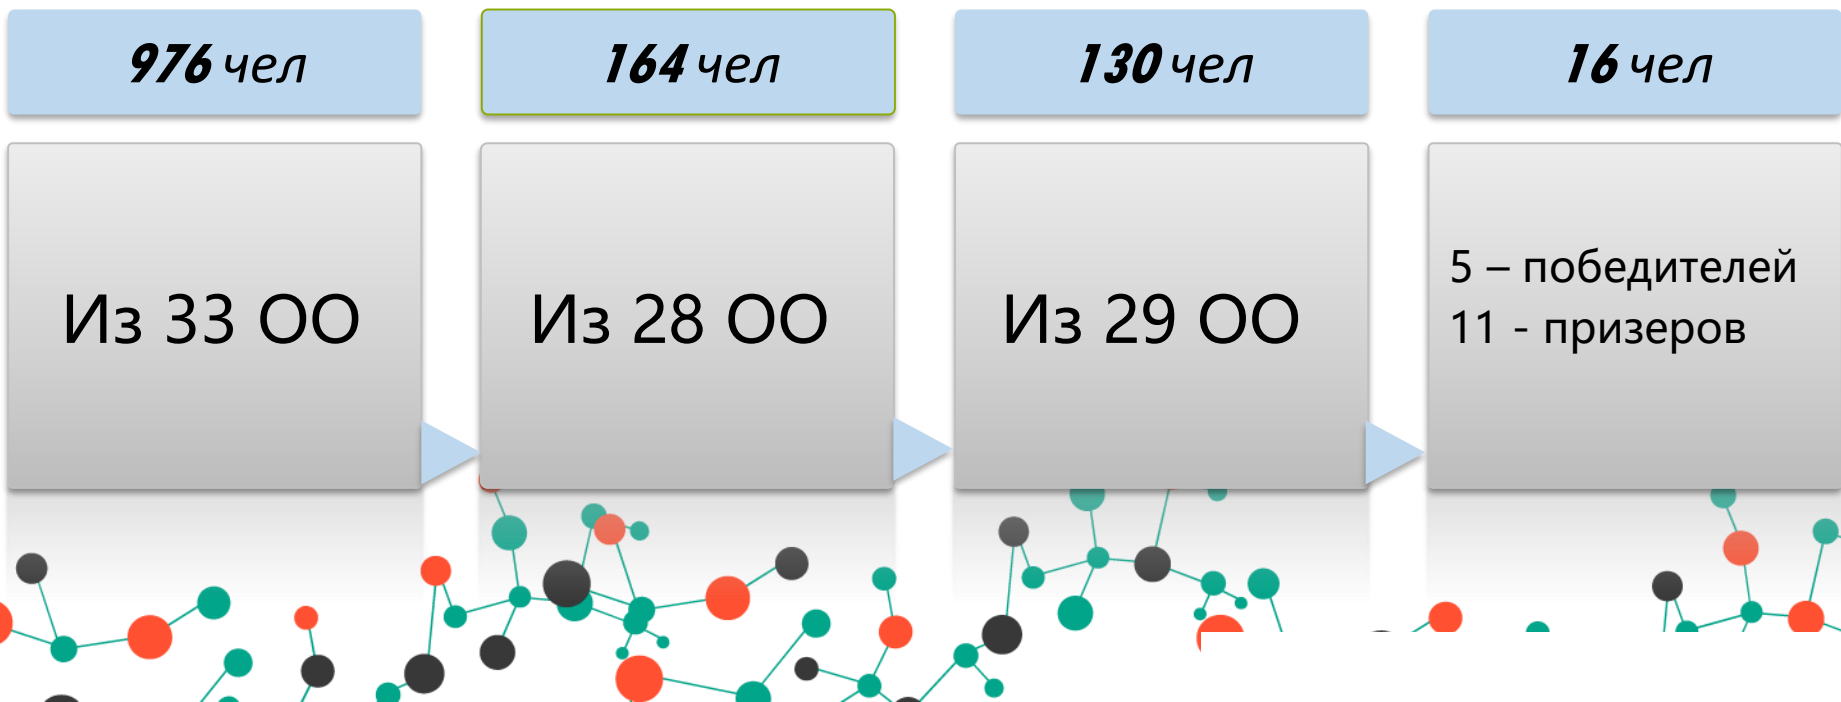 976 чел
164 чел
130 чел
16 чел
Из 33 ОО
Из 28 ОО
Из 29 ОО
5 – победителей
11 - призеров